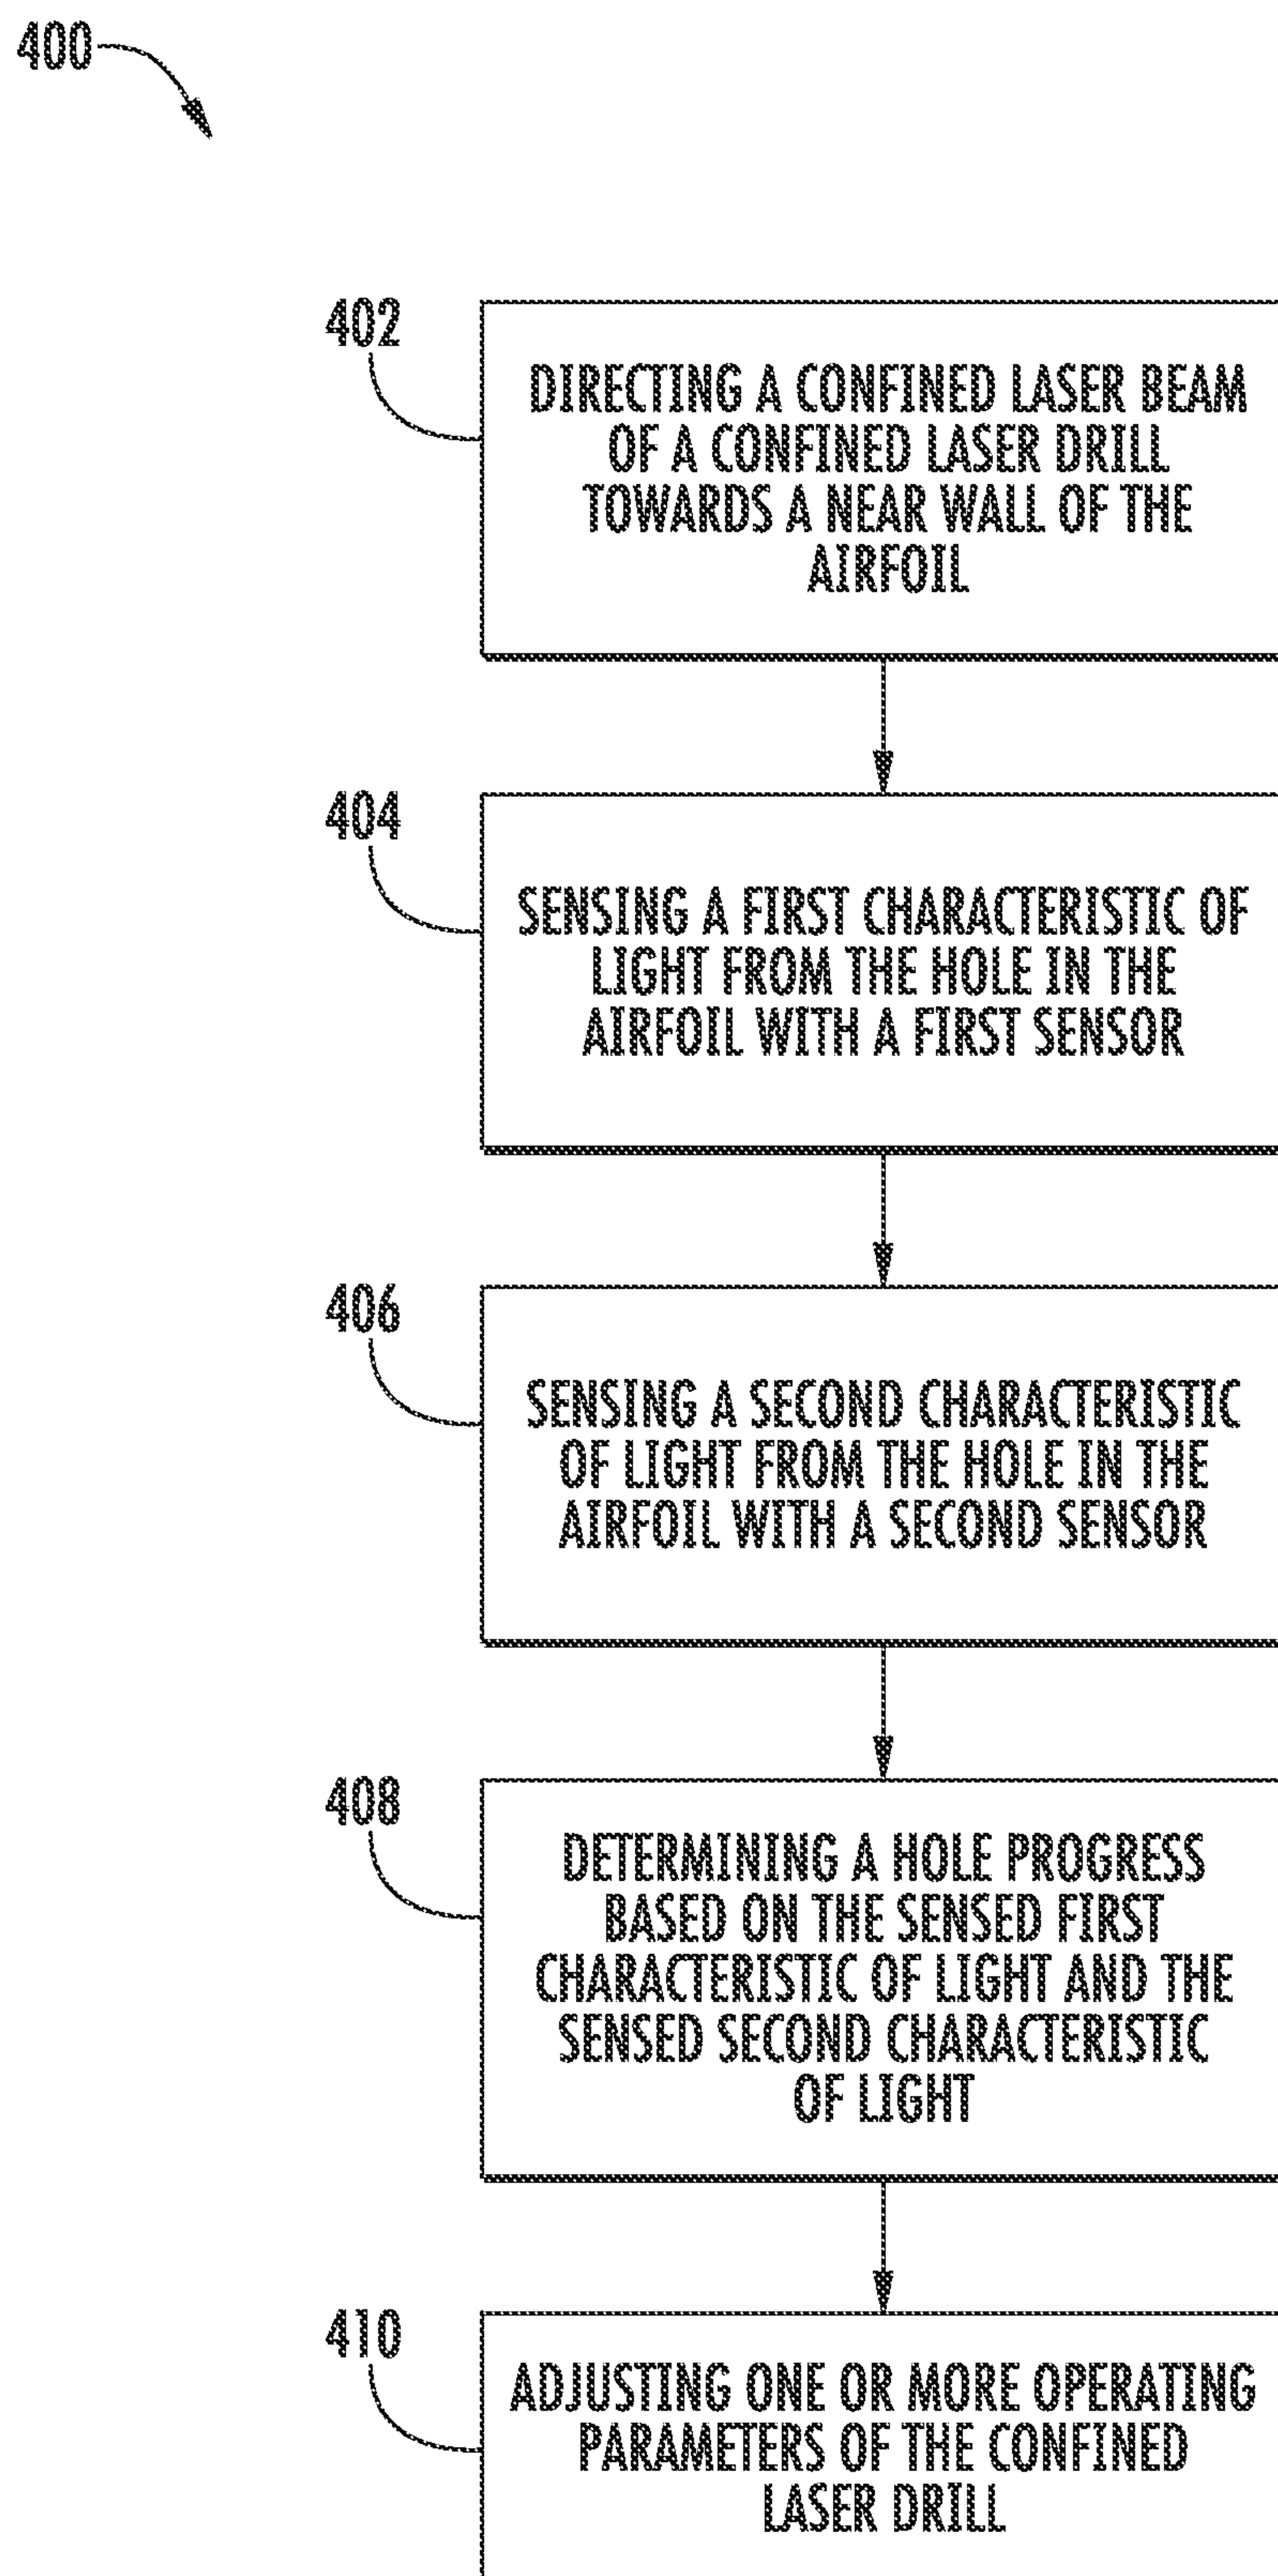 400
402
DIRECTING A CONFINED LASER BEAM
OF A CONFINED LASER DRILL
TOWARDS A NEAR WALL OF THE
AIRFOIL
404
SENSING A FIRST CHARACTERISTIC OF
LIGHT FROM THE HOLE IN THE
AIRFOIL WITH A FIRST SENSOR
406
SENSING A SECOND CHARACTERISTIC
OF LIGHT FROM THE HOLE IN THE
AIRFOIL WITH A SECOND SENSOR
408
DETERMINING A HOLE PROGRESS
BASED ON THE SENSED FIRST
CHARACTERISTIC OF LIGHT AND THE
SENSED SECOND CHARACTERISTIC
OF LIGHT
410
ADJUSTING ONE OR MORE OPERATING
PARAMETERS OF THE CONFINED
LASER DRILL